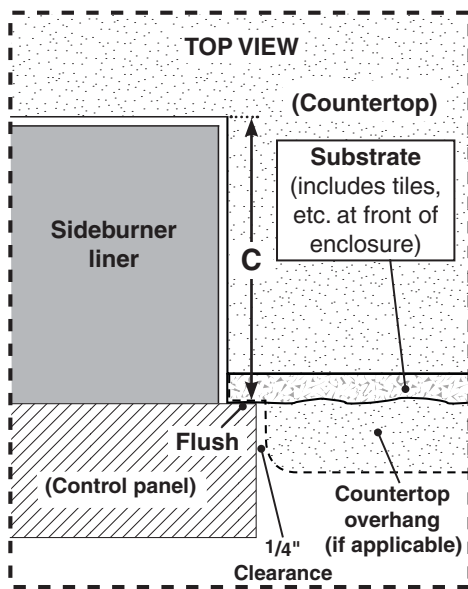 TOP VIEW
(Countertop)
Substrate
(includes tiles,
etc. at front of
enclosure)
Sideburner
liner
C
Flush
(Control panel)
1/4"
Clearance
Countertop
overhang
(if applicable)